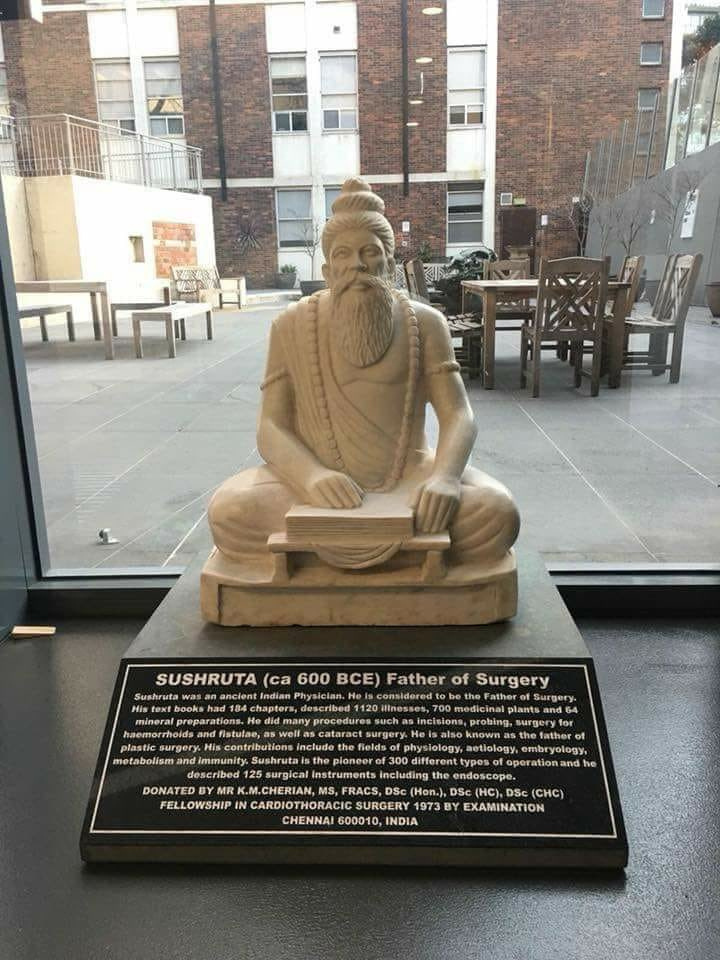 SUSHRUTA (ca 600 BCE) Father of Surgery
Sushruta was an ancient Indian Physician. He is considered to be the Father of Surgery.
His text books had 184 chapters, described 1120 illnesses, 700 medicinal plants and 64
mineral preparations. He did many procedures such as incisions, probing, surgery for
haemorrhoids and fistulae, as well as cataract surgery. He is also known as the father of
plastic surgery. His contributions include the fields of physiology, aetiology, embryology,
metabolism and immunity. Sushruta is the pioneer of 300 different types of operation and he
described 125 surgical instruments including the endoscope.
DONATED BY MR K.M.CHERIAN, MS, FRACS, DSc (Hon.), DSc (HC), DSc (CHC)
FELLOWSHIP IN CARDIOTHORACIC SURGERY 1973 BY EXAMINATION
CHENNAI 600010, INDIA